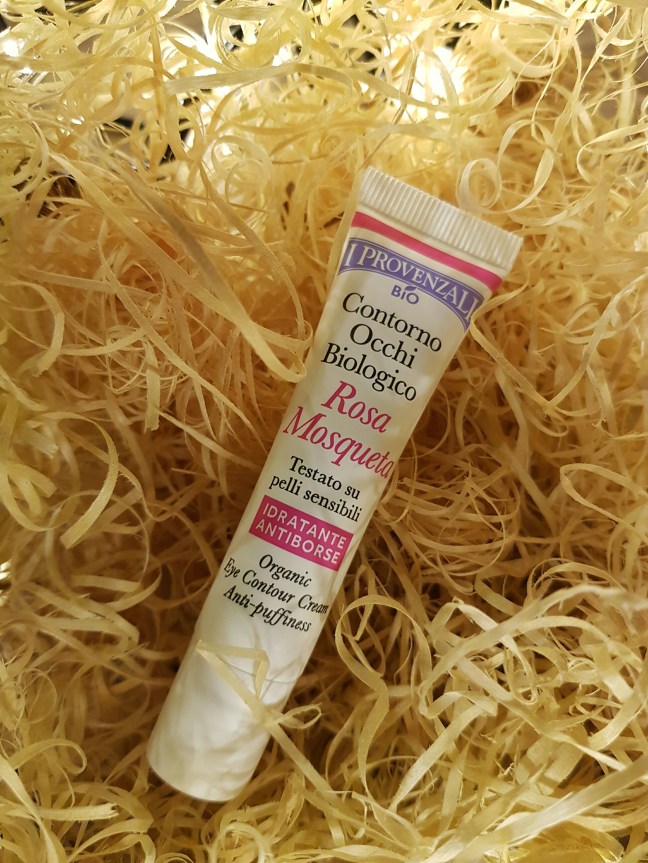 I PROVENZALI
BIO
Contorno
Occhi
Biologico
Rosa
Mosqueta
Testato su
pelli sensibili
IDRATANTE
ANTIBORSE
Organic
Eye Contour Cream
Anti-puffiness